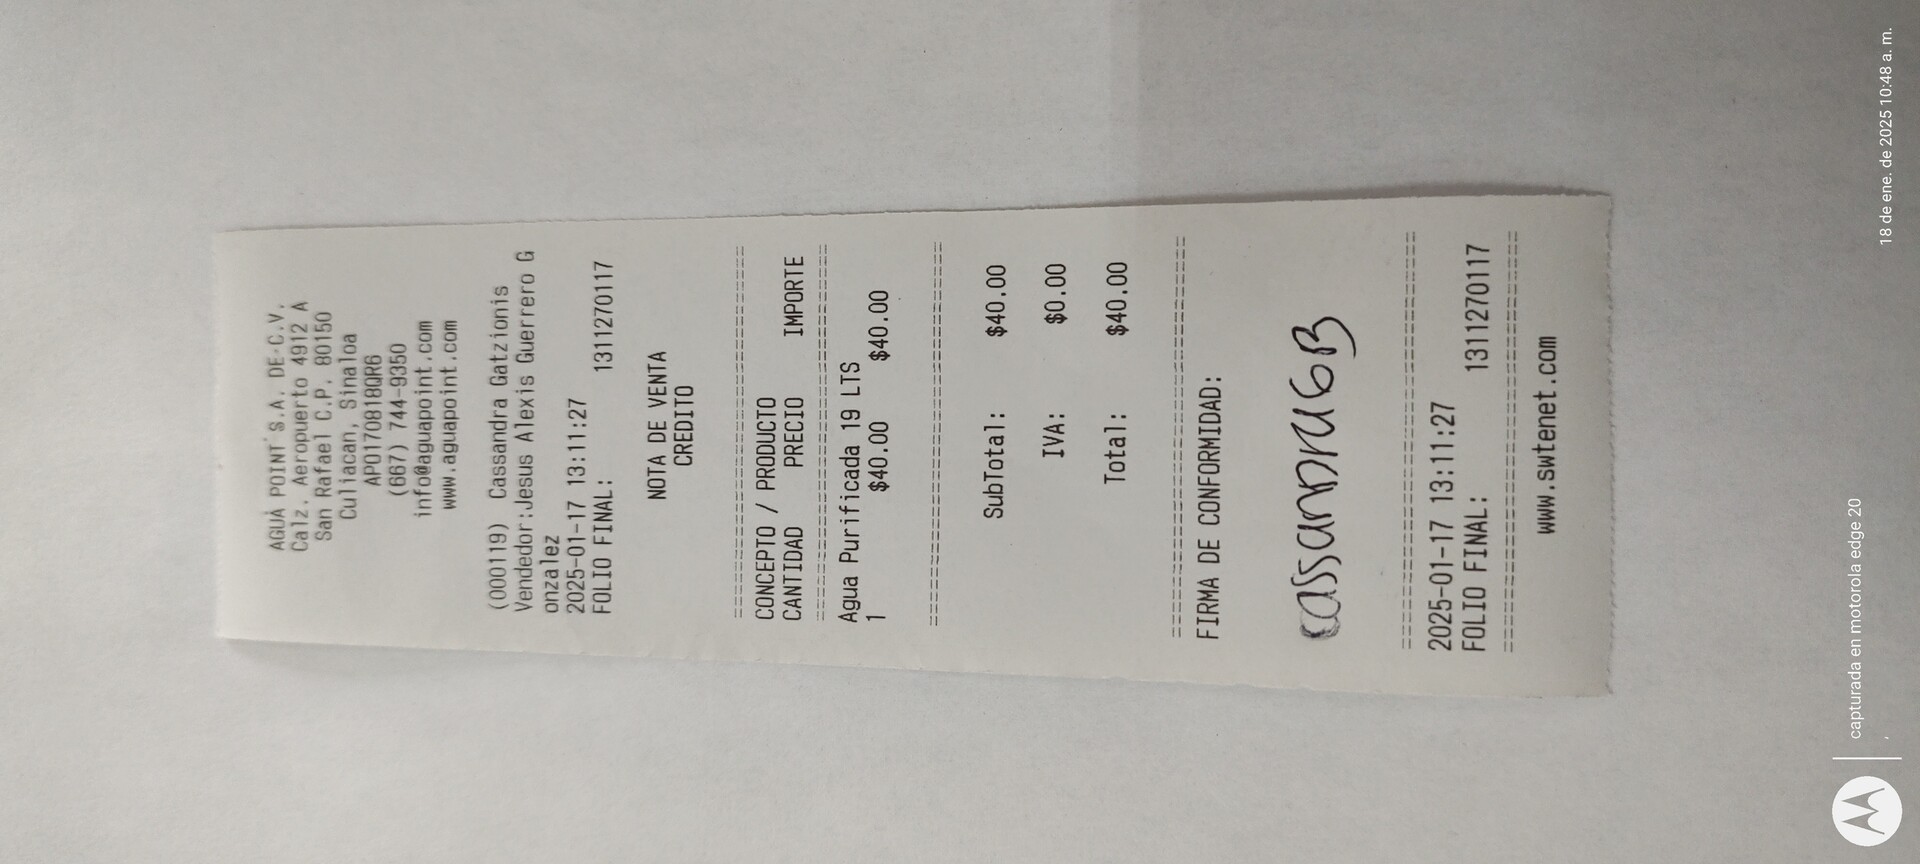 AGUA POINT S.A. DE C.V.
Calz. Aeropuerto 4912 A
San Rafael C.P. 80150
Culiacan, Sinaloa
APO170818QR6
(667) 744-9350
info@aguapoint.com
www.aguapoint.com
(000119) Cassandra Gatzionis
Vendedor:Jesus Alexis Guerrero G
onzalez
2025-01-17 13:11:27
FOLIO FINAL: 1311270117
NOTA DE VENTA
CREDITO
CONCEPTO / PRODUCTO
CANTIDAD PRECIO IMPORTE
Agua Purificada 19 LTS
1 $40.00 $40.00
SubTotal: $40.00
IVA: $0.00
Total: $40.00
FIRMA DE CONFORMIDAD:
2025-01-17 13:11:27
FOLIO FINAL: 1311270117
www.swtenet.com
capturada en motorola edge 20
18 de ene. de 2025 10:48 a. m.